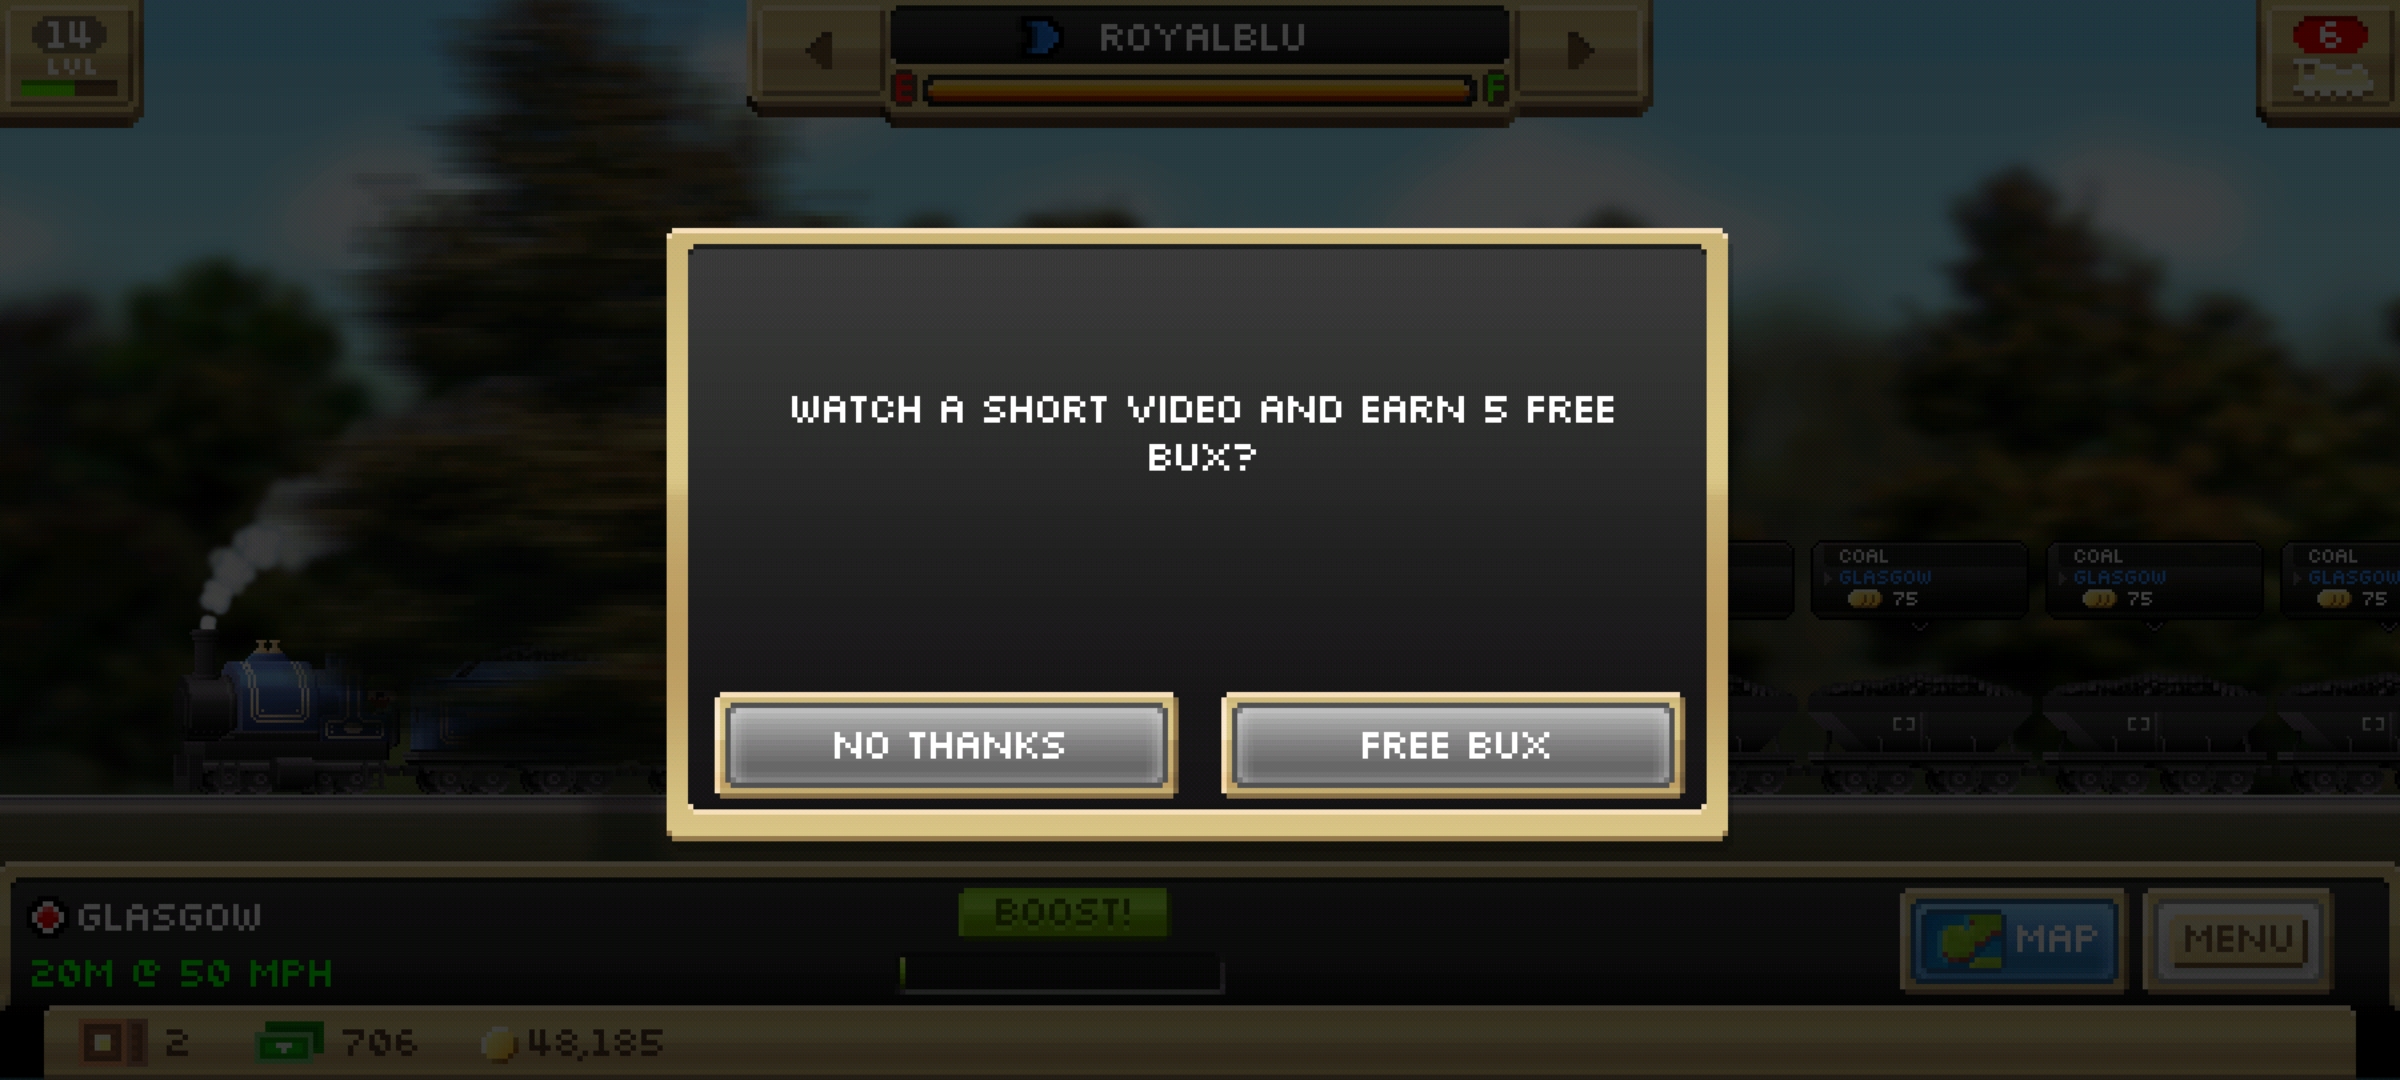 14
LVL
ROYALBLU
E F
6
WATCH A SHORT VIDEO AND EARN 5 FREE
BUX?
COAL
GLASGOW
75
COAL
GLASGOW
75
COAL
GLASGOW
75
NO THANKS
FREE BUX
GLASGOW
20M @ 50 MPH
BOOST!
MAP
MENU
2
706
48,185